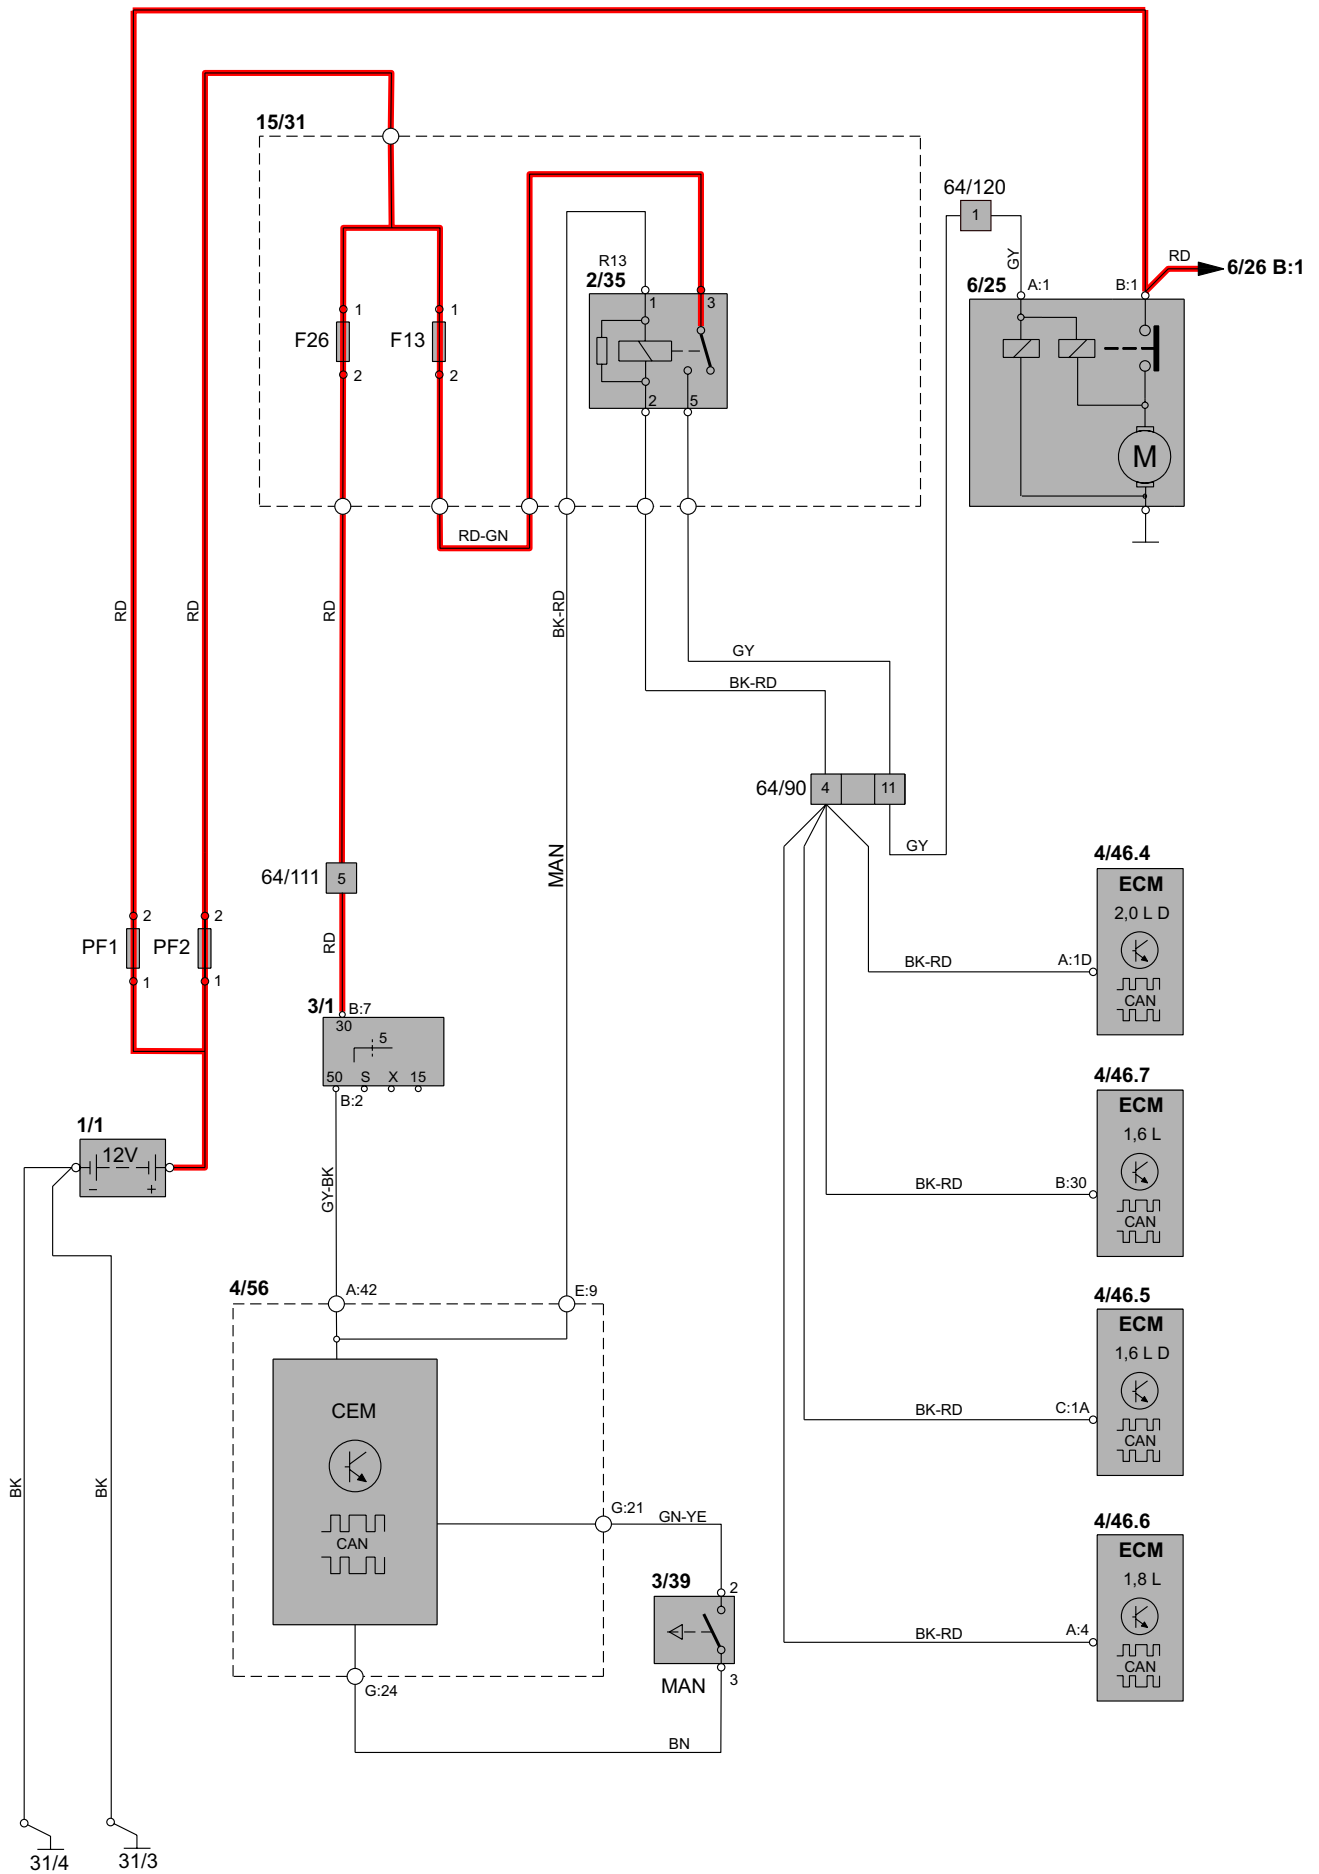 15/31
64/120
1
GY
RD
6/26 B:1
6/25
A:1
B:1
R13
2/35
1
3
F26
1
2
F13
1
2
2
5
M
RD-GN
RD
RD
RD
BK-RD
GY
BK-RD
64/90
4
11
GY
MAN
64/111
5
RD
PF1
2
1
PF2
2
1
3/1
B:7
30
5
50
S
X
15
B:2
1/1
12V
-
+
GY-BK
4/46.4
ECM
2,0 L D
CAN
BK-RD
A:1D
4/46.7
ECM
1,6 L
CAN
BK-RD
B:30
4/46.5
ECM
1,6 L D
CAN
BK-RD
C:1A
4/46.6
ECM
1,8 L
CAN
BK-RD
A:4
4/56
A:42
E:9
CEM
CAN
G:21
GN-YE
3/39
2
3
MAN
G:24
BN
BK
BK
31/4
31/3